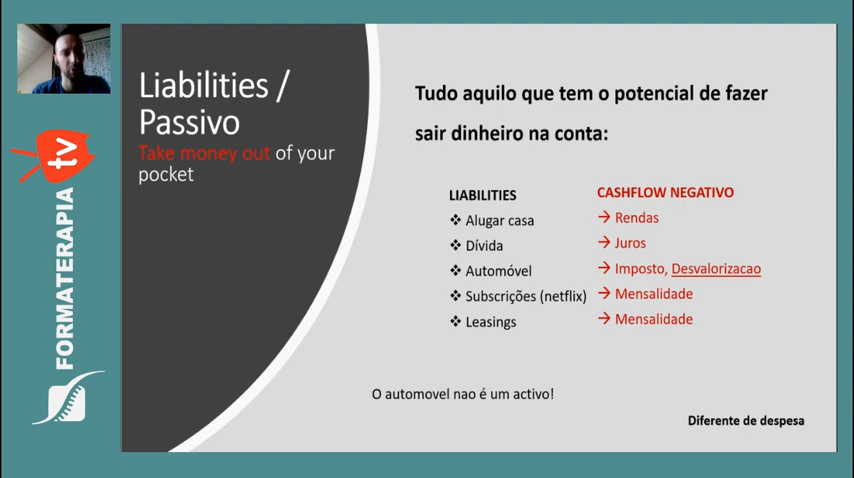 tv
FORMATERAPIA
Liabilities /
Passivo
Take money out of your
pocket
Tudo aquilo que tem o potencial de fazer
sair dinheiro na conta:
LIABILITIES
❖ Alugar casa
❖ Dívida
❖ Automóvel
❖ Subscrições (netflix)
❖ Leasings
CASHFLOW NEGATIVO
→ Rendas
→ Juros
→ Imposto, Desvalorizacao
→ Mensalidade
→ Mensalidade
O automovel nao é um activo!
Diferente de despesa